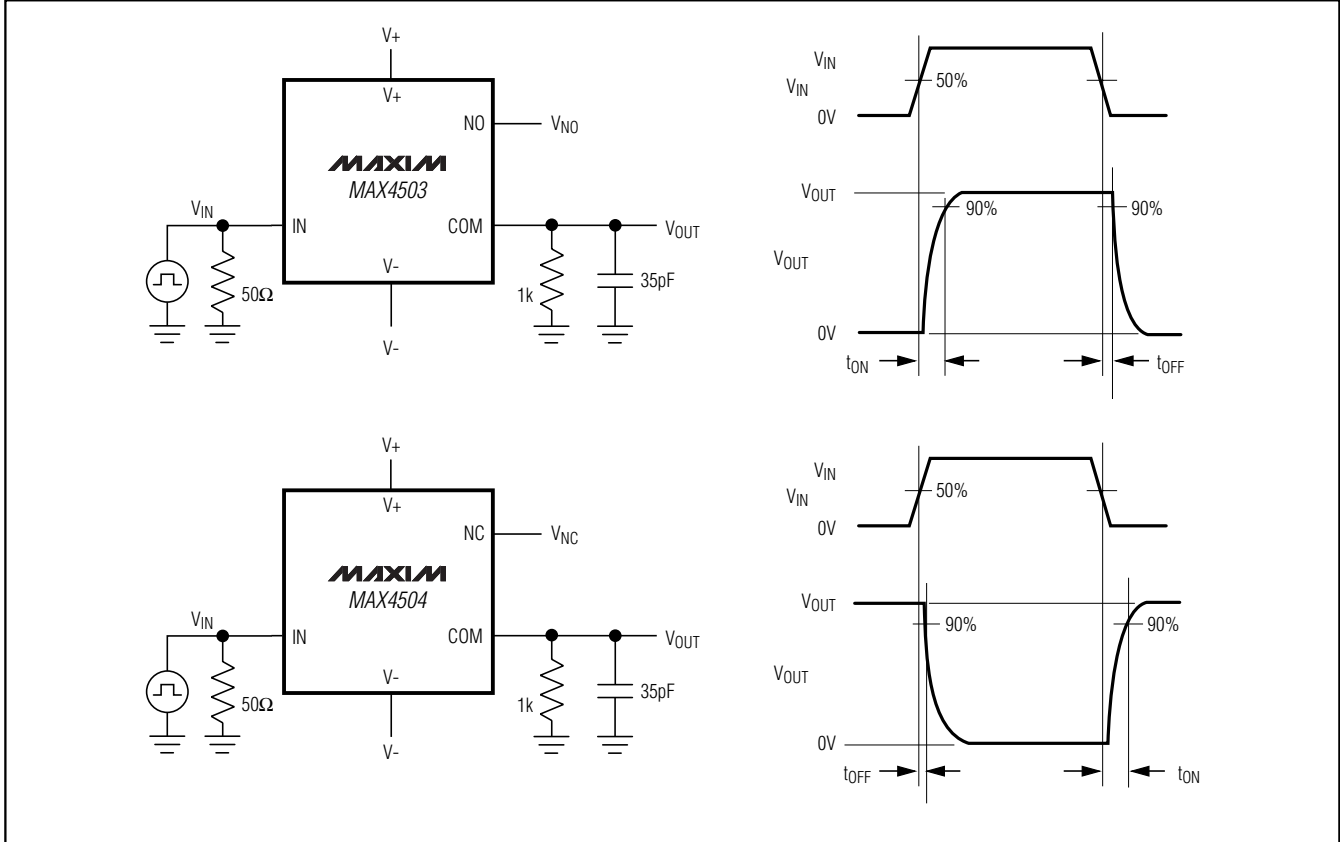 V+
V+
NO
VNO
MAXIM
MAX4503
VIN
IN
COM
VOUT
V-
50Ω
1k
35pF
V-
VIN
VIN
50%
0V
VOUT
90%
90%
VOUT
0V
tON
tOFF
V+
V+
NC
VNC
MAXIM
MAX4504
VIN
IN
COM
VOUT
V-
50Ω
1k
35pF
V-
VIN
VIN
50%
0V
VOUT
90%
90%
VOUT
0V
tOFF
tON